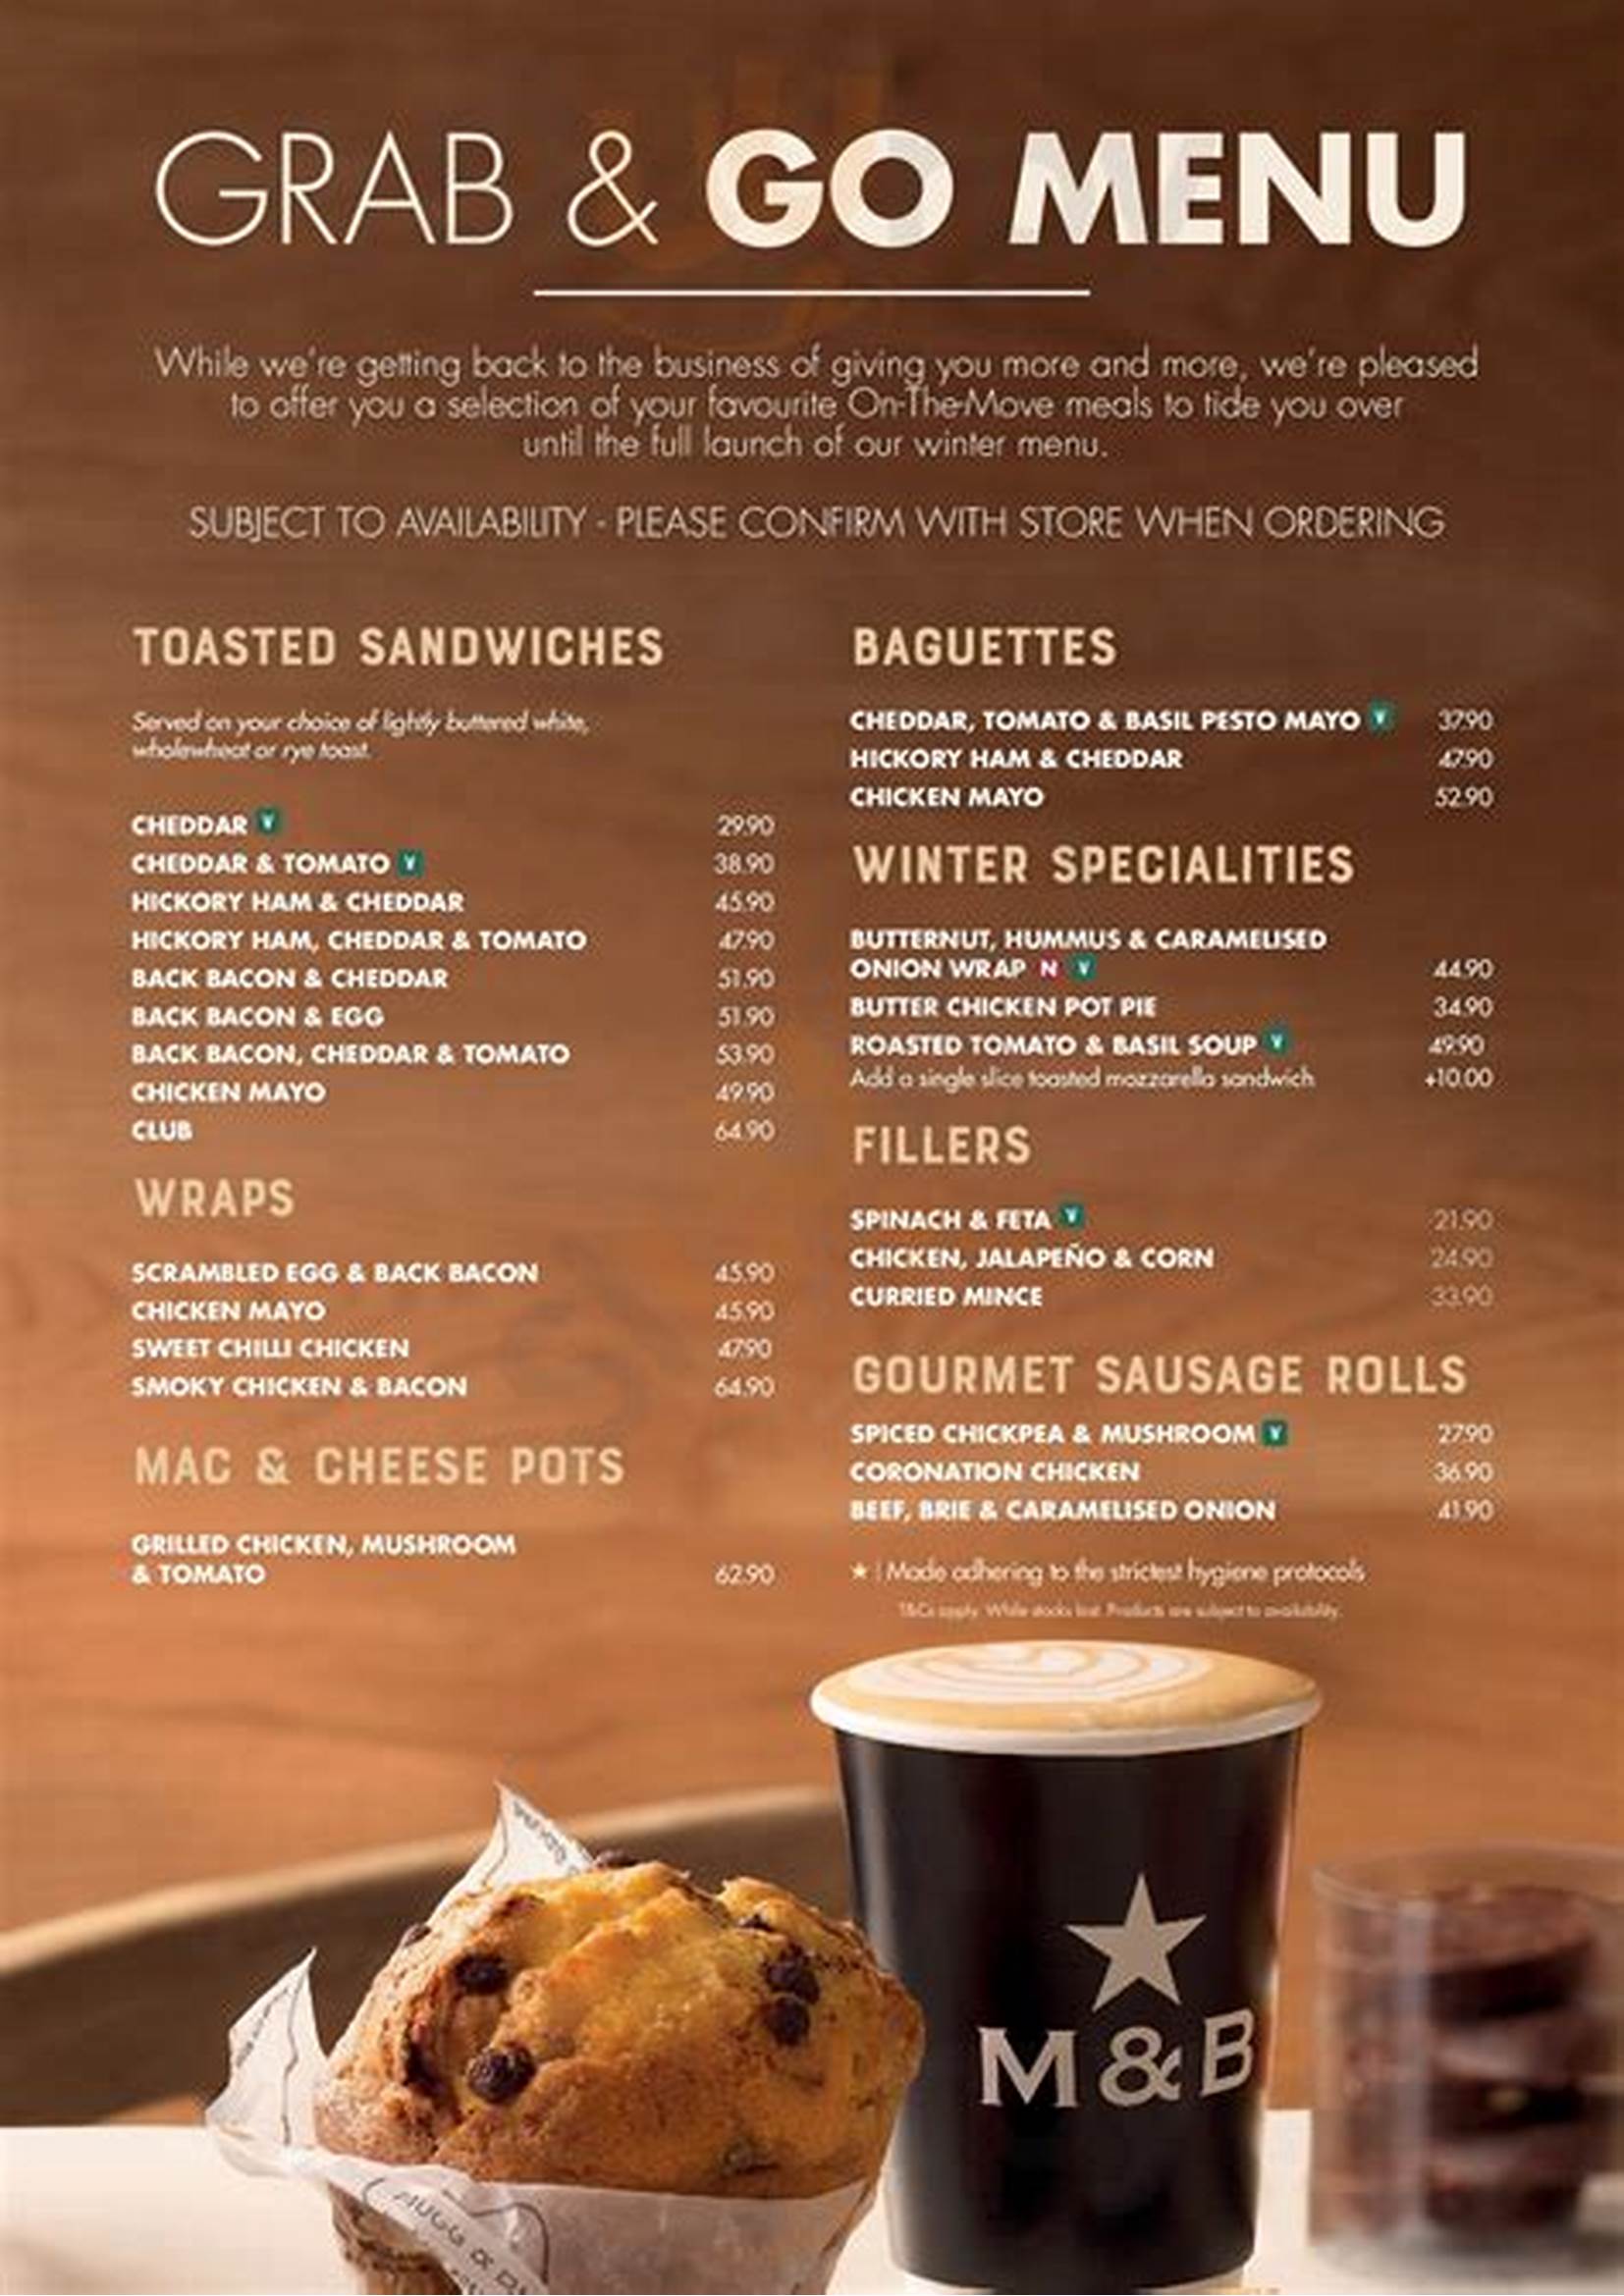 GRAB & GO MENU
While we're getting back to the business of giving you more and more, we're pleased
to offer you a selection of your favourite On-The-Move meals to tide you over
until the full launch of our winter menu.
SUBJECT TO AVAILABILITY - PLEASE CONFIRM WITH STORE WHEN ORDERING
TOASTED SANDWICHES
Served on your choice of lightly buttered white,
wholewheat or rye toast.
CHEDDAR V 29.90
CHEDDAR & TOMATO V 38.90
HICKORY HAM & CHEDDAR 45.90
HICKORY HAM, CHEDDAR & TOMATO 47.90
BACK BACON & CHEDDAR 51.90
BACK BACON & EGG 51.90
BACK BACON, CHEDDAR & TOMATO 53.90
CHICKEN MAYO 49.90
CLUB 64.90
WRAPS
SCRAMBLED EGG & BACK BACON 45.90
CHICKEN MAYO 45.90
SWEET CHILLI CHICKEN 47.90
SMOKY CHICKEN & BACON 64.90
MAC & CHEESE POTS
GRILLED CHICKEN, MUSHROOM
& TOMATO 62.90
BAGUETTES
CHEDDAR, TOMATO & BASIL PESTO MAYO V 37.90
HICKORY HAM & CHEDDAR 47.90
CHICKEN MAYO 52.90
WINTER SPECIALITIES
BUTTERNUT, HUMMUS & CARAMELISED
ONION WRAP N V 44.90
BUTTER CHICKEN POT PIE 34.90
ROASTED TOMATO & BASIL SOUP V 49.90
Add a single slice toasted mozzarella sandwich +10.00
FILLERS
SPINACH & FETA V 21.90
CHICKEN, JALAPEÑO & CORN 24.90
CURRIED MINCE 33.90
GOURMET SAUSAGE ROLLS
SPICED CHICKPEA & MUSHROOM V 27.90
CORONATION CHICKEN 36.90
BEEF, BRIE & CARAMELISED ONION 41.90
★ | Made adhering to the strictest hygiene protocols
T&Cs apply. While stocks last. Products are subject to availability.
M & B
MUGG &